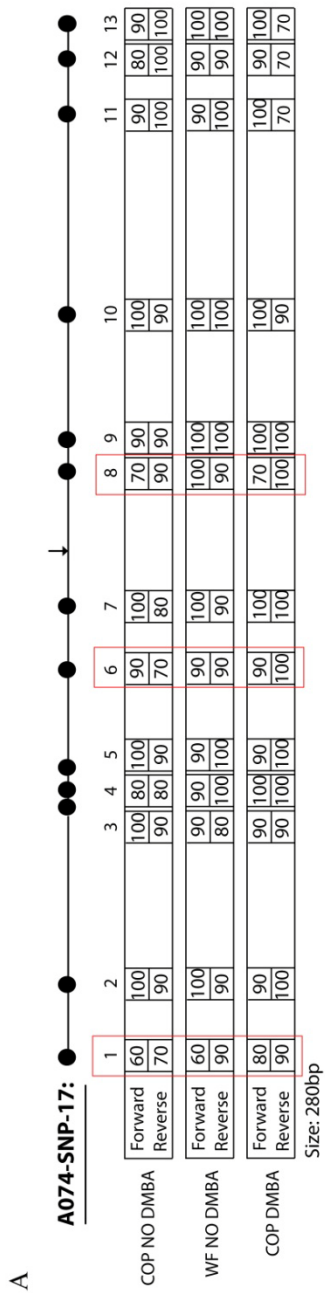 A
A074-SNP-17:
1 2 3 4 5 6 7 8 9 10 11 12 13
COP NO DMBA
Forward 60 100 100 80 100 90 100 70 90 100 90 80 90
Reverse 70 90 90 80 90 70 80 90 90 90 100 100 100
WF NO DMBA
Forward 60 100 90 90 90 90 100 100 100 100 90 90 90
Reverse 90 90 80 100 100 90 90 90 100 100 100 90 100
COP DMBA
Forward 80 90 90 100 90 90 100 70 100 100 100 90 100
Reverse 90 100 90 100 100 100 100 100 100 90 70 70 70
Size: 280bp